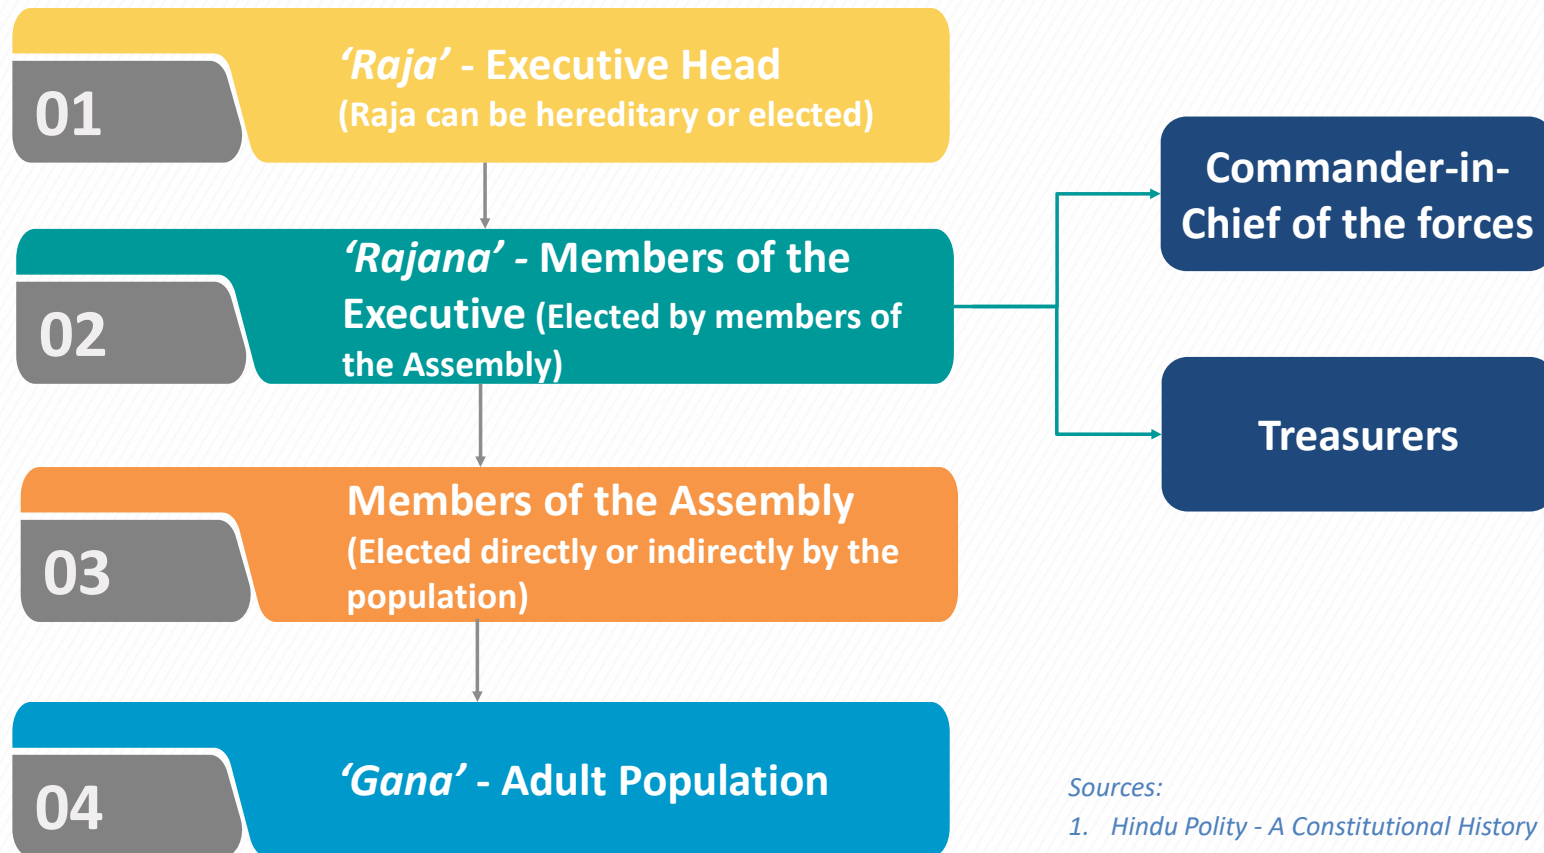 01
‘Raja’ - Executive Head
(Raja can be hereditary or elected)
02
‘Rajana’ - Members of the
Executive (Elected by members of
the Assembly)
Commander-in-
Chief of the forces
Treasurers
03
Members of the Assembly
(Elected directly or indirectly by the
population)
04
‘Gana’ - Adult Population
Sources:
1. Hindu Polity - A Constitutional History